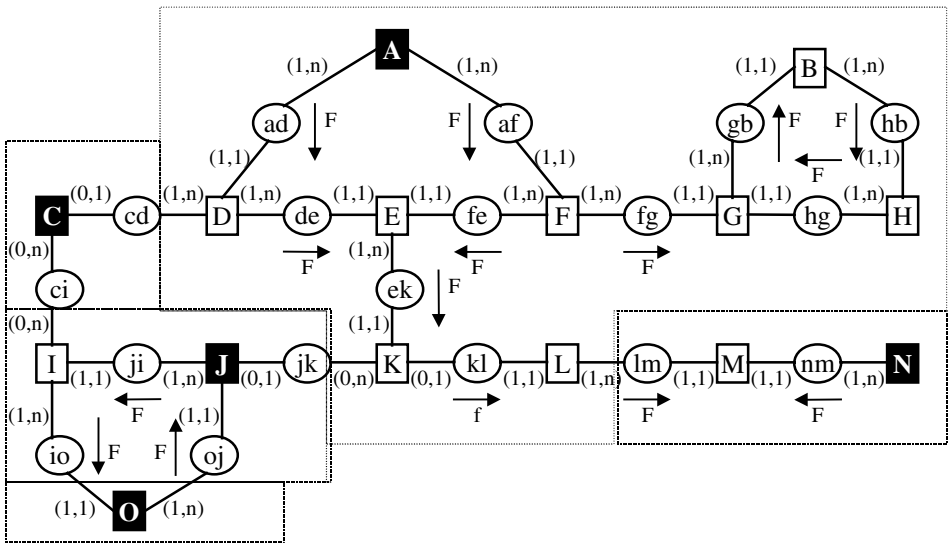 A
(1,n) (1,n) (1,1) B (1,n)
ad F F af gb F F hb
(1,1) (1,1) (1,n) F (1,1)
C (0,1) cd (1,n) D (1,n) de (1,1) E (1,1) fe (1,n) F (1,n) fg (1,1) G (1,1) hg (1,n) H
(0,n) F (1,n) F F
ci ek F
(0,n) (1,1)
I ji J jk K kl L lm M nm N
(1,1) (1,n) (0,1) (0,n) (0,1) (1,1) (1,n) (1,1) (1,1) (1,n)
(1,n) F (1,1) f F F
io F F oj
(1,1) O (1,n)